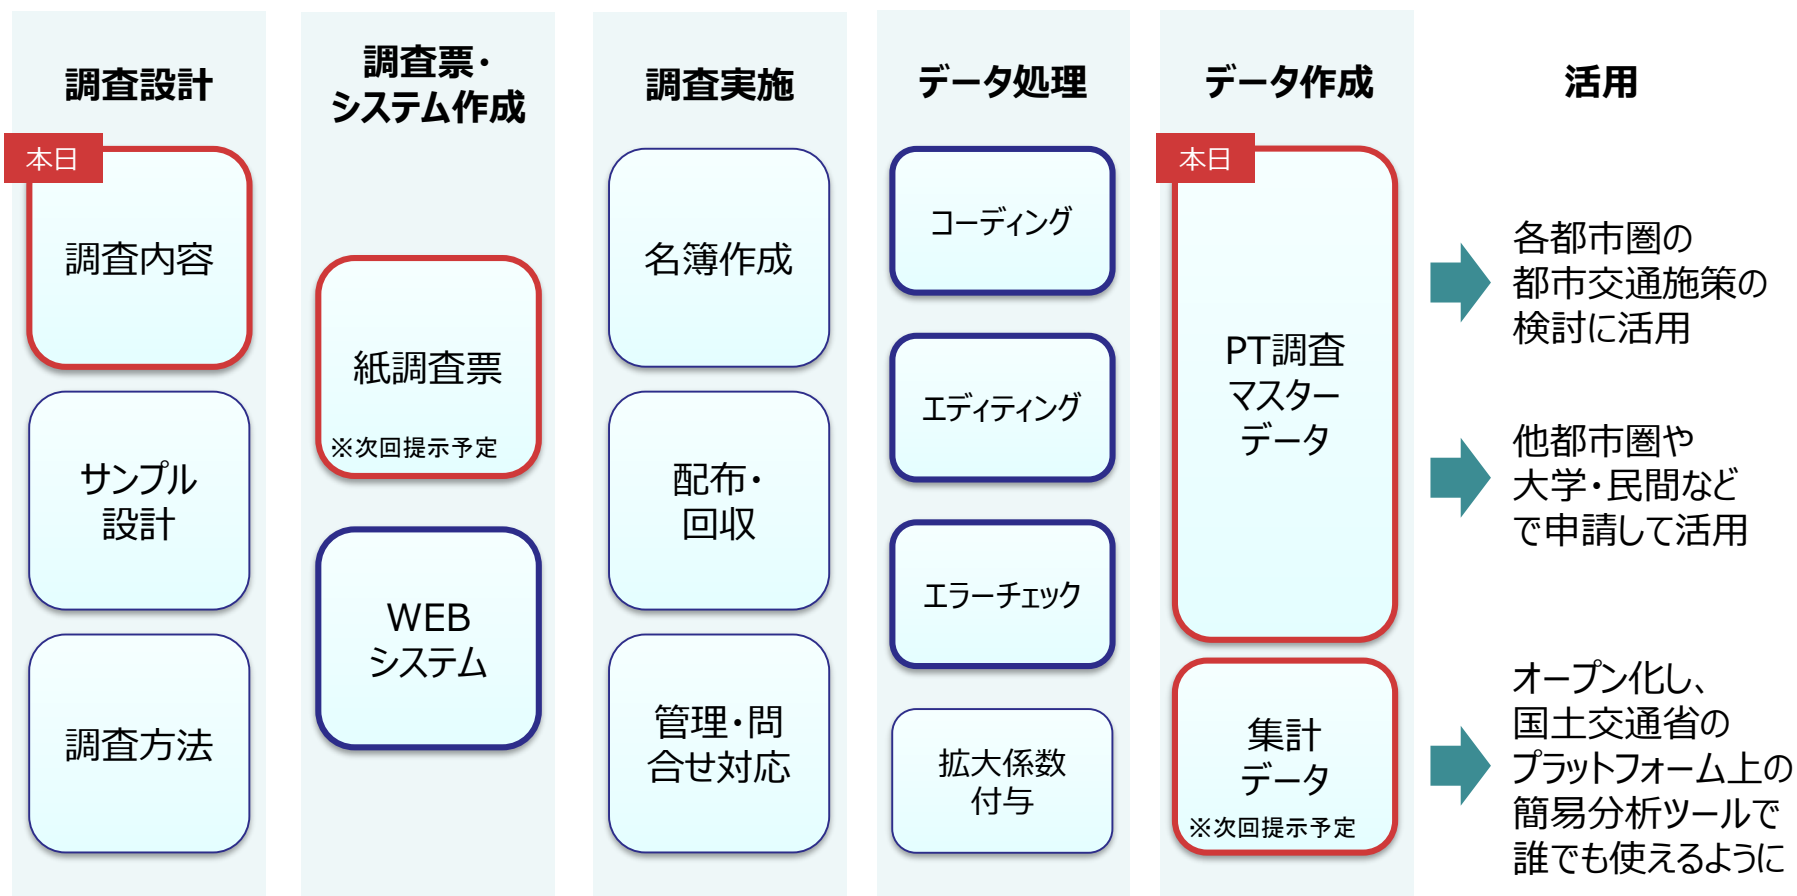 調査設計
本日
調査内容
サンプル
設計
調査方法
調査票・
システム作成
紙調査票
※次回提示予定
WEB
システム
調査実施
名簿作成
配布・
回収
管理・問
合せ対応
データ処理
コーディング
エディティング
エラーチェック
拡大係数
付与
データ作成
本日
PT調査
マスター
データ
集計
データ
※次回提示予定
活用
各都市圏の
都市交通施策の
検討に活用
他都市圏や
大学・民間など
で申請して活用
オープン化し、
国土交通省の
プラットフォーム上の
簡易分析ツールで
誰でも使えるように